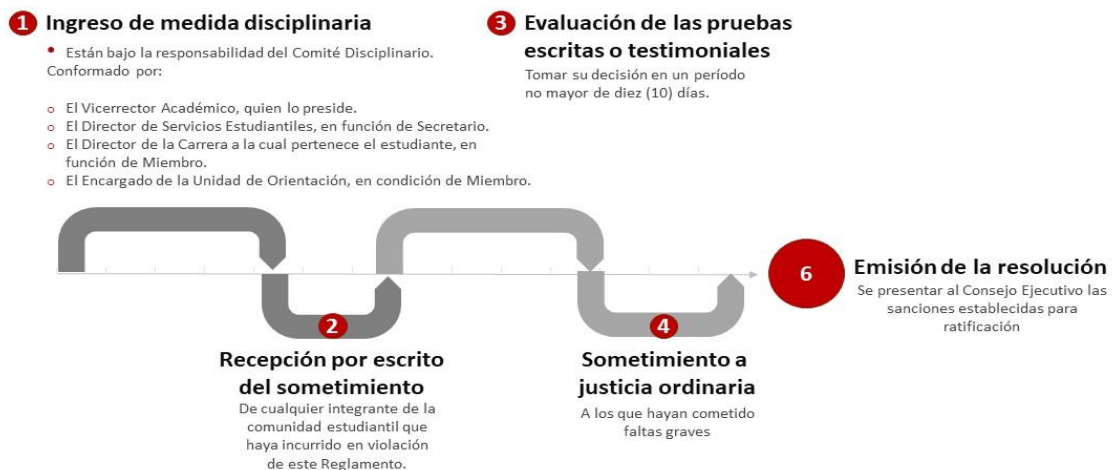 1 Ingreso de medida disciplinaria
• Están bajo la responsabilidad del Comité Disciplinario.
Conformado por:
o El Vicerrector Académico, quien lo preside.
o El Director de Servicios Estudiantiles, en función de Secretario.
o El Director de la Carrera a la cual pertenece el estudiante, en
función de Miembro.
o El Encargado de la Unidad de Orientación, en condición de Miembro.
2
Recepción por escrito
del sometimiento
De cualquier integrante de la
comunidad estudiantil que
haya incurrido en violación
de este Reglamento.
3 Evaluación de las pruebas
escritas o testimoniales
Tomar su decisión en un período
no mayor de diez (10) días.
4
Sometimiento a
justicia ordinaria
A los que hayan cometido
faltas graves
6
Emisión de la resolución
Se presentar al Consejo Ejecutivo las
sanciones establecidas para
ratificación